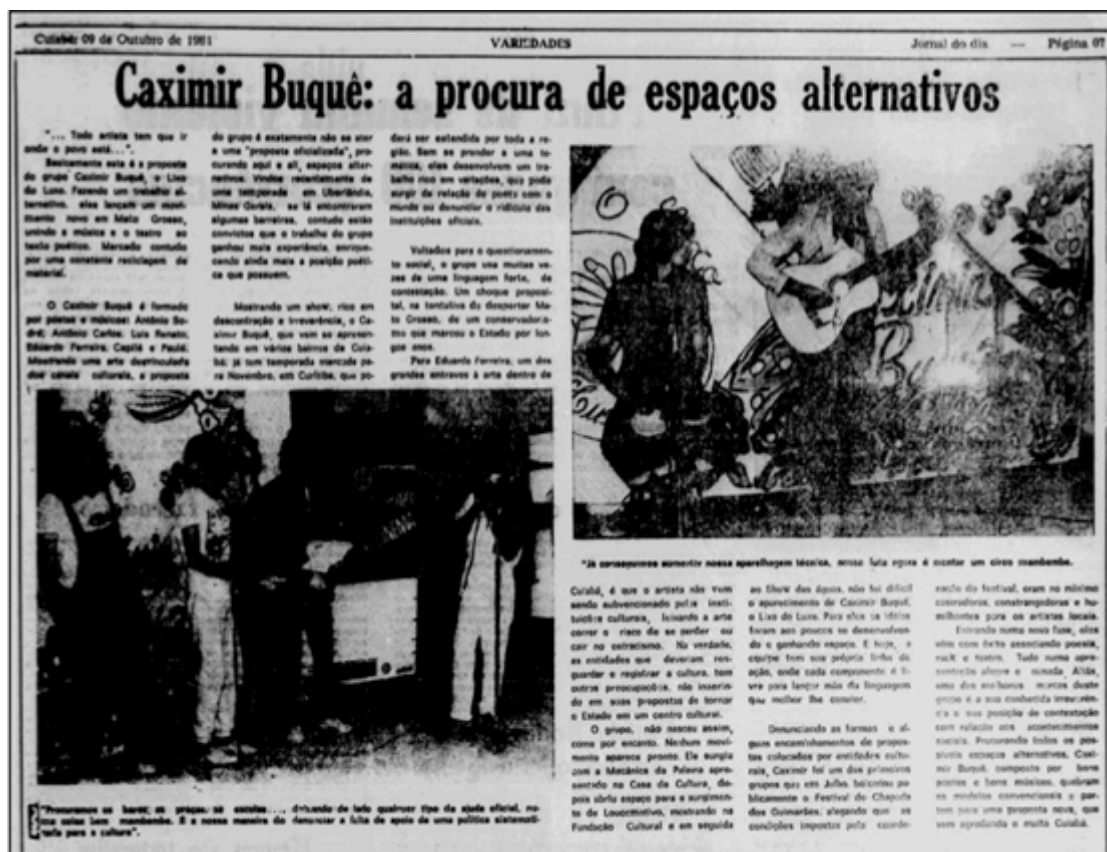 Cuiabá; 09 de Outubro de 1981
VARIEDADES
Jornal do dia — Página 07
Caximir Buquê: a procura de espaços alternativos
"... Todo artista tem que ir
onde o povo está...".
Basicamente esta é a proposta
do grupo Caximir Buquê, o Lixo
do Luxo. Fazendo um trabalho al-
ternativo, eles lançam um movi-
mento novo em Mato Grosso,
unindo a música e o teatro ao
texto poético. Marcado contudo
por uma constante reciclagem de
material.
O Caximir Buquê é formado
por poetas e músicos: Antônio So-
dré; Antônio Carlos; Luis Renato;
Eduardo Ferreira; Capilé e Paulá.
Mostrando uma arte desvinculada
dos canais culturais, a proposta
do grupo é exatamente não se ater
a uma "proposta oficializada", pro-
curando aqui e ali, espaços alter-
nativos. Vindos recentemente de
uma temporada em Uberlândia,
Minas Gerais, se lá encontraram
algumas barreiras, contudo estão
convictos que o trabalho do grupo
ganhou mais experiência, enrique-
cendo ainda mais a posição poéti-
ca que possuem.
Mostrando um show, rico em
descontração e irreverência, o Ca-
ximir Buquê, que vem se apresen-
tando em vários bairros de Cuia-
bá; já tem temporada marcada pa-
ra Novembro, em Curitiba, que po-
derá ser estendida por toda a re-
gião. Sem se prender a uma te-
mática, eles desenvolvem um tra-
balho rico em variações, que pode
surgir da relação do poeta com o
mundo ou denunciar o ridículo das
instituições oficiais.
Voltados para o questionamen-
to social, o grupo usa muitas ve-
zes de uma linguagem forte, de
contestação. Um choque proposi-
tal, na tentativa de despertar Ma-
to Grosso, de um conservadoris-
mo que marcou o Estado por lon-
gos anos.
Para Eduardo Ferreira, um dos
grandes entraves à arte dentro de
"Já conseguimos aumentar nossa aparelhagem técnica, nossa luta agora é montar um circo mambembe.
Cuiabá, é que o artista não vem
sendo subvencionado pelas insti-
tuições culturais, deixando a arte
correr o risco de se perder ou
cair no ostracismo. Na verdade,
as entidades que deveriam res-
guardar e registrar a cultura, tem
outras preocupações, não inserin-
do em suas propostas de tornar
o Estado em um centro cultural.
O grupo, não nasceu assim,
como por encanto. Nenhum movi-
mento aparece pronto. Ele surgiu
com a Mecânica da Palavra apre-
sentado na Casa da Cultura, de-
pois abriu espaço para o surgimen-
to de Loucomotivo, mostrando na
Fundação Cultural e em seguida
ao Show das águas, não foi difícil
o aparecimento de Caximir Buquê,
o Lixo do Luxo. Para eles as idéias
foram aos poucos se desenvolven-
do e ganhando espaço. E hoje, a
equipe tem sua própria linha de
ação, onde cada componente é li-
vre para lançar mão da linguagem
que melhor lhe convier.
Denunciando as formas e al-
guns encaminhamentos de propos-
tas colocados por entidades cultu-
rais, Caximir foi um dos primeiros
grupos que em Julho, boicotou pu-
blicamente o Festival de Chapada
dos Guimarães, alegando que as
condições impostas pela coorde-
nação do festival, eram no mínimo
castradoras, constrangedoras e hu-
milhantes para os artistas locais.
Entrando numa nova fase, eles
vêm com êxito associando poesia,
rock e teatro. Tudo numa apre-
sentação alegre e ousada. Aliás,
uma das melhores marcas deste
grupo é a sua conhecida irreverên-
cia e sua posição de contestação
com relação aos acontecimentos
sociais. Procurando todos os pos-
síveis espaços alternativos, Caxi-
mir Buquê, composto por bons
poetas e bons músicos, quebram
os modelos convencionais e par-
tem para uma proposta nova, que
vem agradando e muito Cuiabá.
"Procuramos os bares; as praças; as escolas..., deixando de lado qualquer tipo de ajuda oficial, nu-
ma coisa bem mambembe. É a nossa maneira de denunciar a falta de apoio de uma política sistemati-
zada para a cultura".